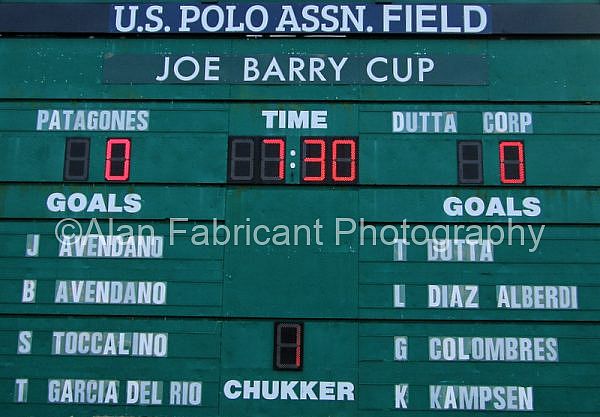 U.S. POLO ASSN. FIELD
JOE BARRY CUP
PATAGONES TIME DUTTA CORP
0 7:30 0
GOALS GOALS
©Alan Fabricant Photography
J AVENDANO T DUTTA
B AVENDANO L DIAZ ALBERDI
S TOCCALINO 1 G COLOMBRES
T GARCIA DEL RIO CHUKKER K KAMPSEN